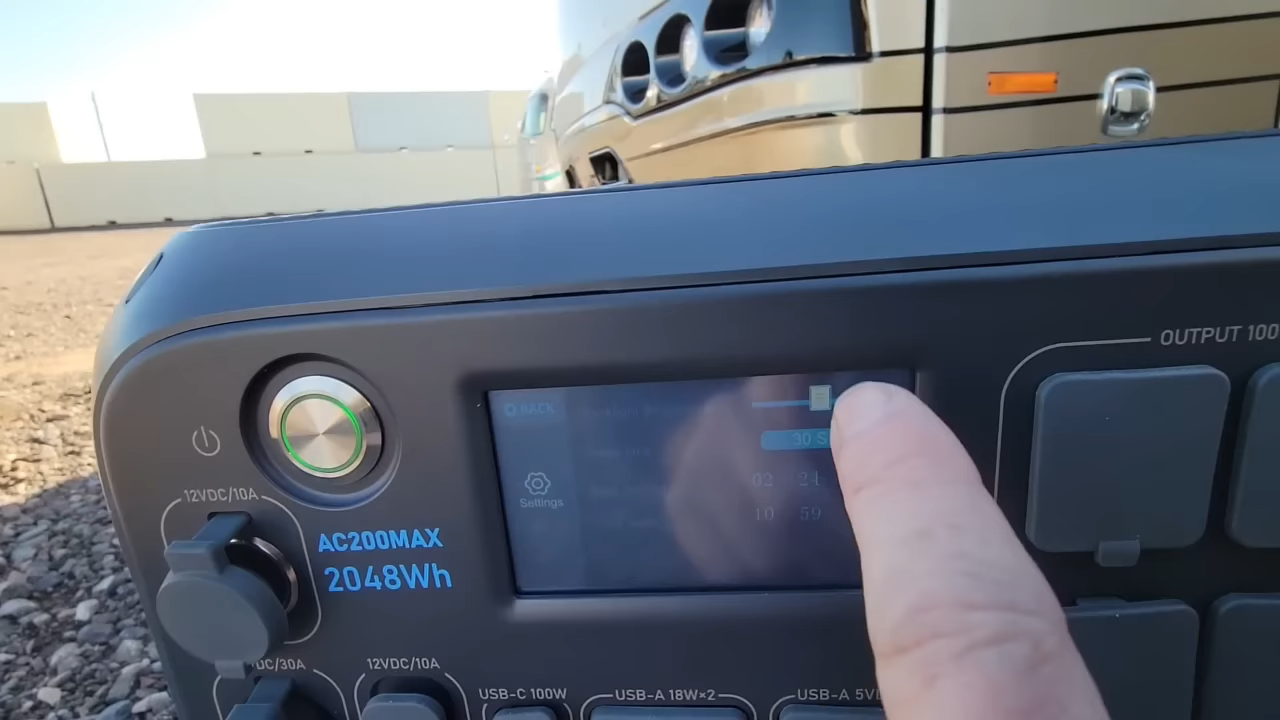 OUTPUT 100
BACK
30 S
Settings
02 21
10 59
12VDC/10A
AC200MAX
2048Wh
DC/30A
12VDC/10A
USB-C 100W
USB-A 18W×2
USB-A 5V